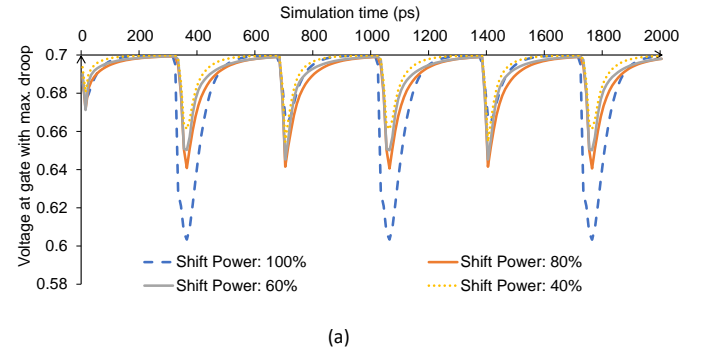 Simulation time (ps)
0 200 400 600 800 1000 1200 1400 1600 1800 2000
Voltage at gate with max. droop
0.7
0.68
0.66
0.64
0.62
0.6
0.58
Shift Power: 100%
Shift Power: 80%
Shift Power: 60%
Shift Power: 40%
(a)